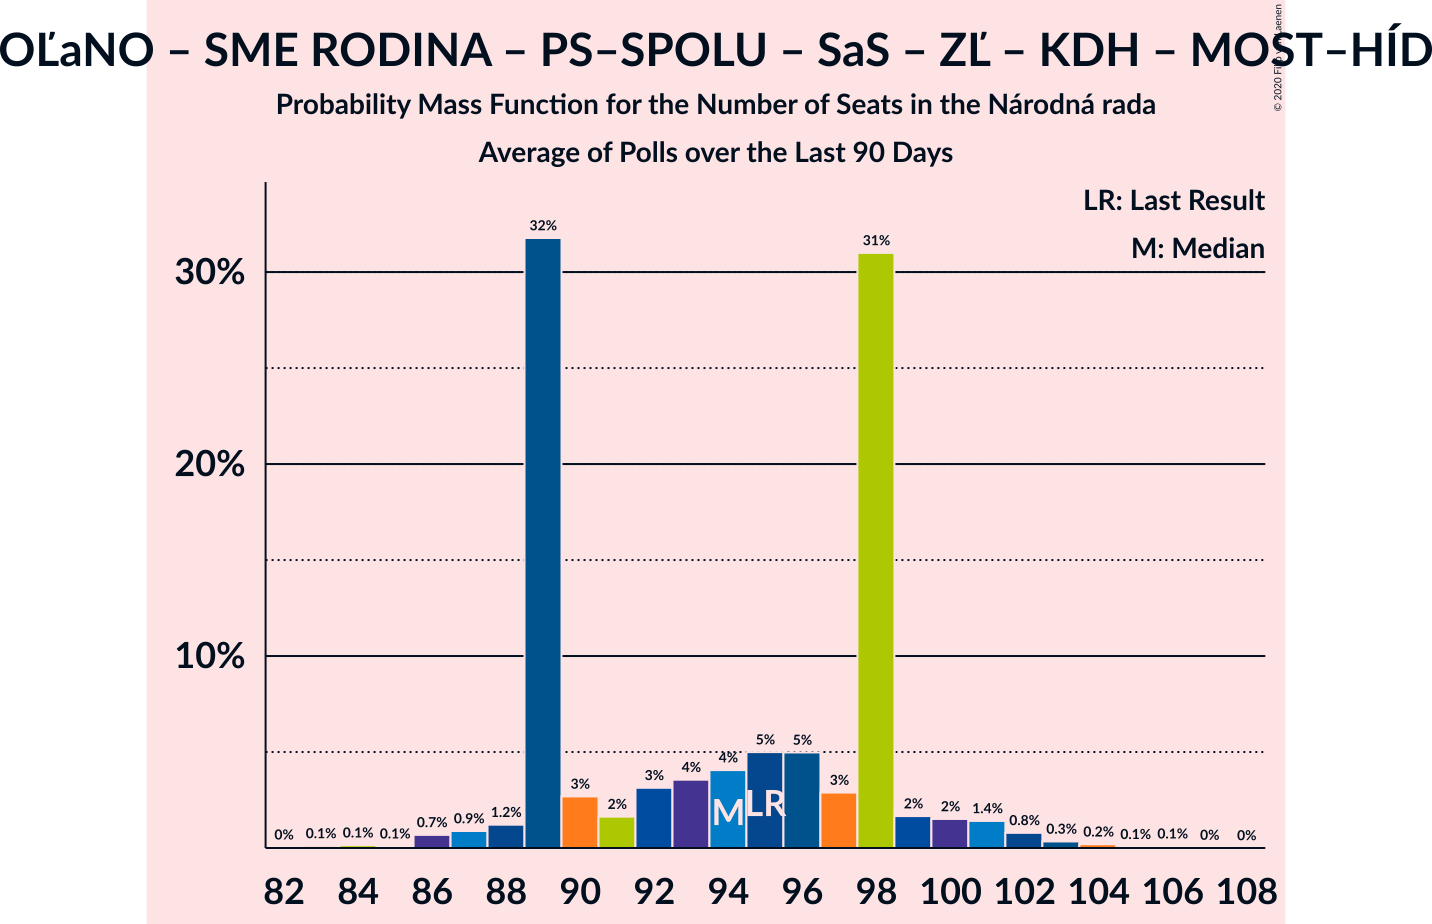 OĽaNO – SME RODINA – PS–SPOLU – SaS – ZĽ – KDH – MOST–HÍD
Probability Mass Function for the Number of Seats in the Národná rada
Average of Polls over the Last 90 Days
© 2020 Filip van Laenen
LR: Last Result
M: Median
30%
20%
10%
0% 0.1% 0.1% 0.1% 0.7% 0.9% 1.2% 32% 3% 2% 3% 4% 4% 5% 5% 3% 31% 2% 2% 1.4% 0.8% 0.3% 0.2% 0.1% 0.1% 0% 0%
M LR
82 84 86 88 90 92 94 96 98 100 102 104 106 108